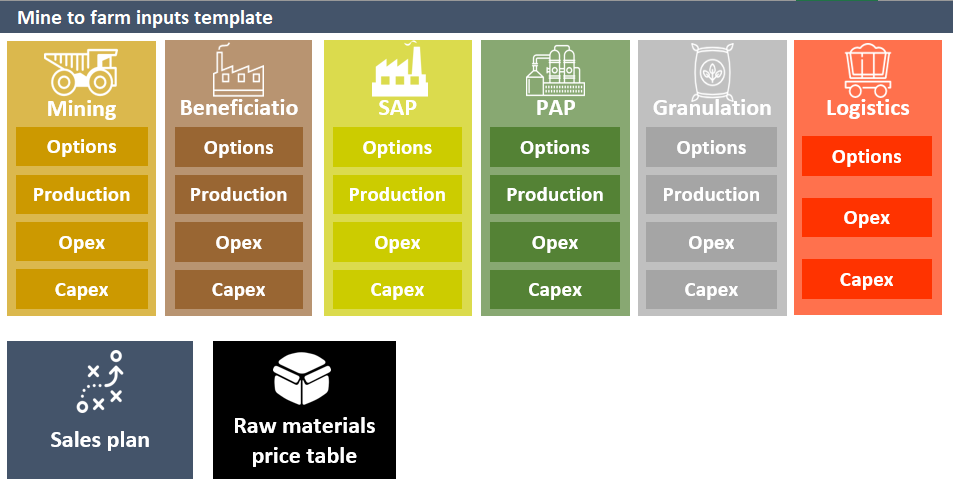 Mine to farm inputs template
Mining
Options
Production
Opex
Capex
Beneficiatio
Options
Production
Opex
Capex
SAP
Options
Production
Opex
Capex
PAP
Options
Production
Opex
Capex
Granulation
Options
Production
Opex
Capex
Logistics
Options
Opex
Capex
Sales plan
Raw materials
price table